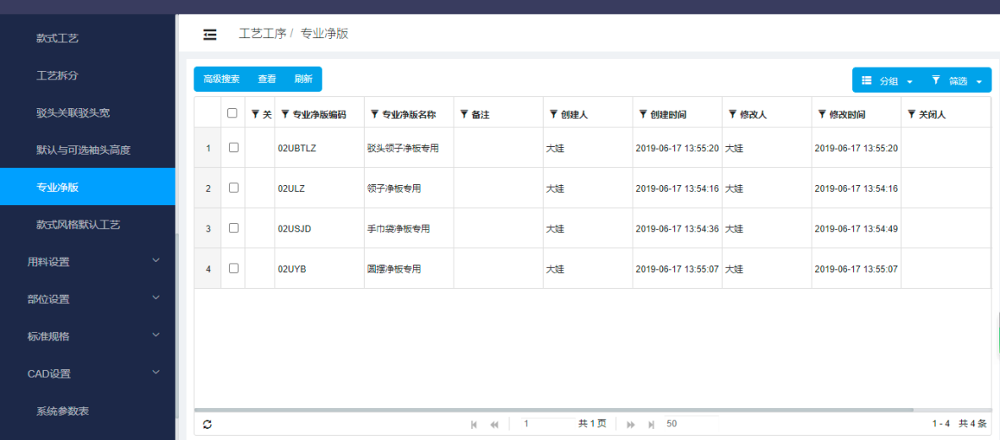 款式工艺
工艺拆分
驳头关联驳头宽
默认与可选袖头高度
专业净版
款式风格默认工艺
用料设置
部位设置
标准规格
CAD设置
系统参数表
工艺工序 / 专业净版
高级搜索 查看 刷新
分组 筛选
关 专业净版编码 专业净版名称 备注 创建人 创建时间 修改人 修改时间 关闭人
1 02UBTLZ 驳头领子净板专用 大娃 2019-06-17 13:55:20 大娃 2019-06-17 13:55:20
2 02ULZ 领子净板专用 大娃 2019-06-17 13:54:16 大娃 2019-06-17 13:54:16
3 02USJD 手巾袋净板专用 大娃 2019-06-17 13:54:36 大娃 2019-06-17 13:54:49
4 02UYB 圆摆净板专用 大娃 2019-06-17 13:55:07 大娃 2019-06-17 13:55:07
1 共 1 页 50 1 - 4 共 4 条